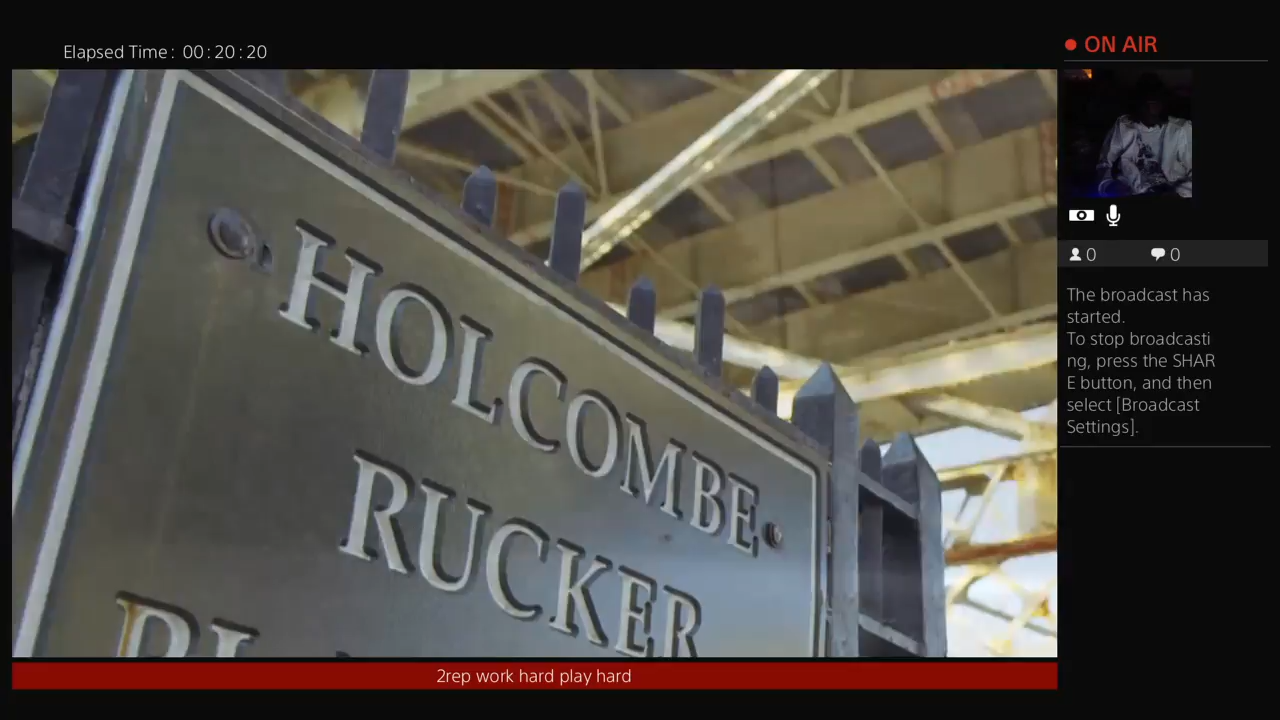 Elapsed Time: 00:20:20
ON AIR
HOLCOMBE
RUCKER
0
0
The broadcast has
started.
To stop broadcasti
ng, press the SHAR
E button, and then
select [Broadcast
Settings].
2rep work hard play hard